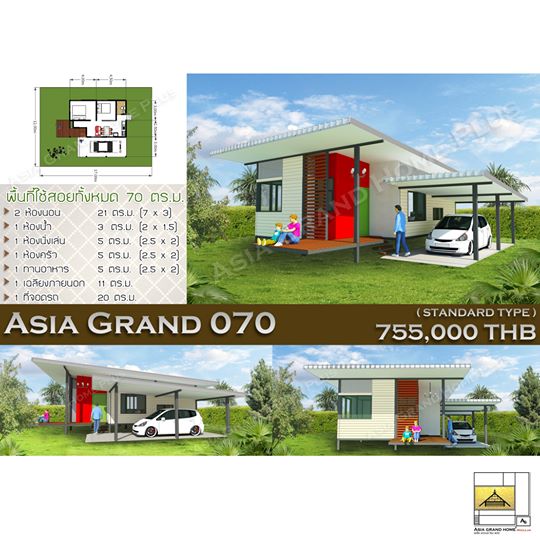 พื้นที่ใช้สอยทั้งหมด 70 ตร.ม.
2 ห้องนอน 21 ตร.ม. (7 x 3)
1 ห้องน้ำ 3 ตร.ม. (2 x 1.5)
1 ห้องนั่งเล่น 5 ตร.ม. (2.5 x 2)
1 ห้องครัว 5 ตร.ม. (2.5 x 2)
1 ทานอาหาร 5 ตร.ม. (2.5 x 2)
1 เฉลียงภายนอก 11 ตร.ม.
1 ที่จอดรถ 20 ตร.ม.
ASIA GRAND 070
( STANDARD TYPE )
755,000 THB
ASIA GRAND HOME PLUS
ASIA GRAND HOME